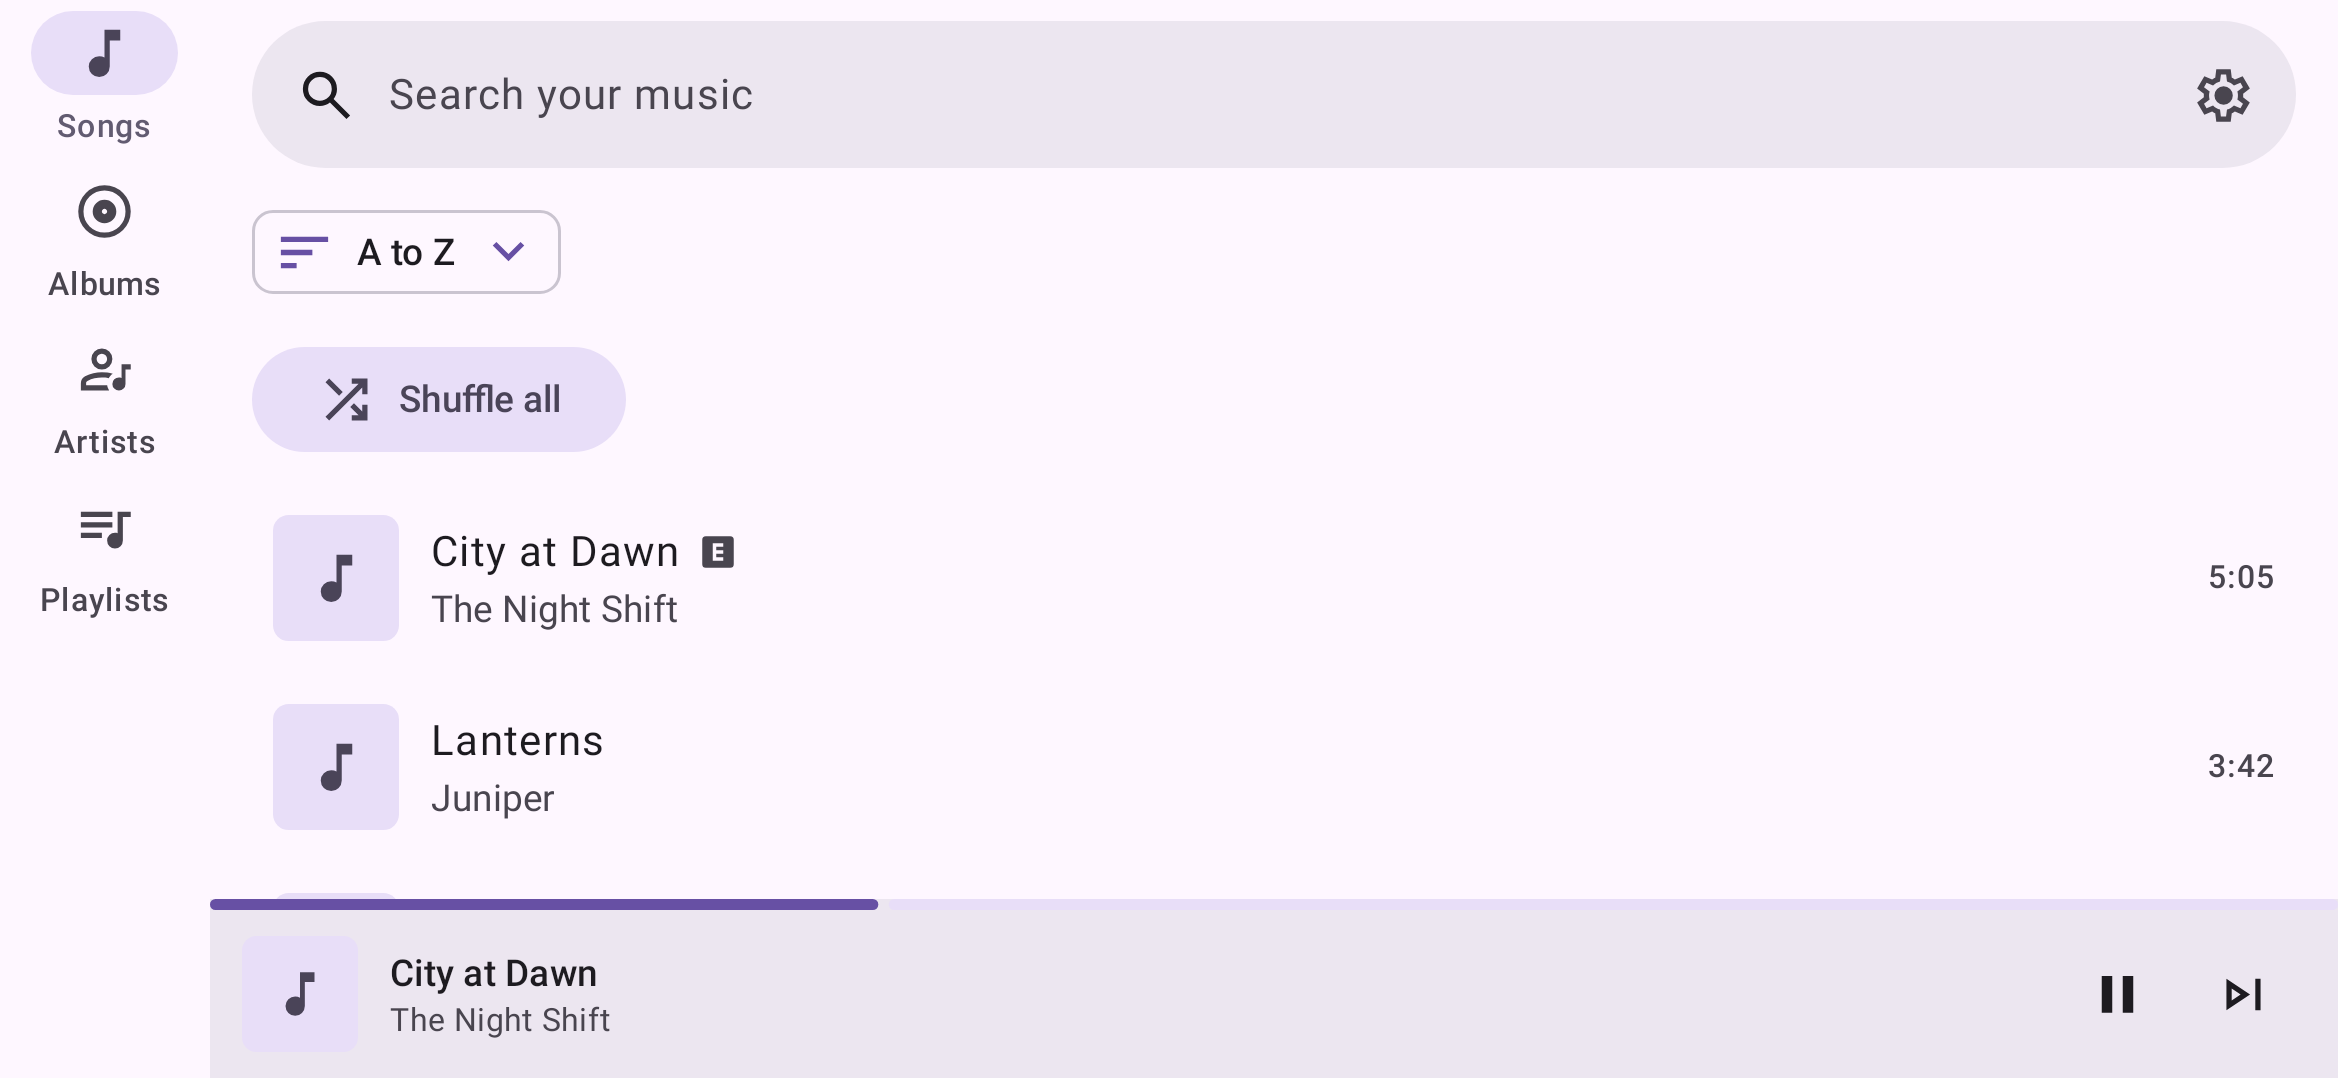 Songs
Albums
Artists
Playlists
Search your music
A to Z
Shuffle all
City at Dawn E
The Night Shift
5:05
Lanterns
Juniper
3:42
City at Dawn
The Night Shift